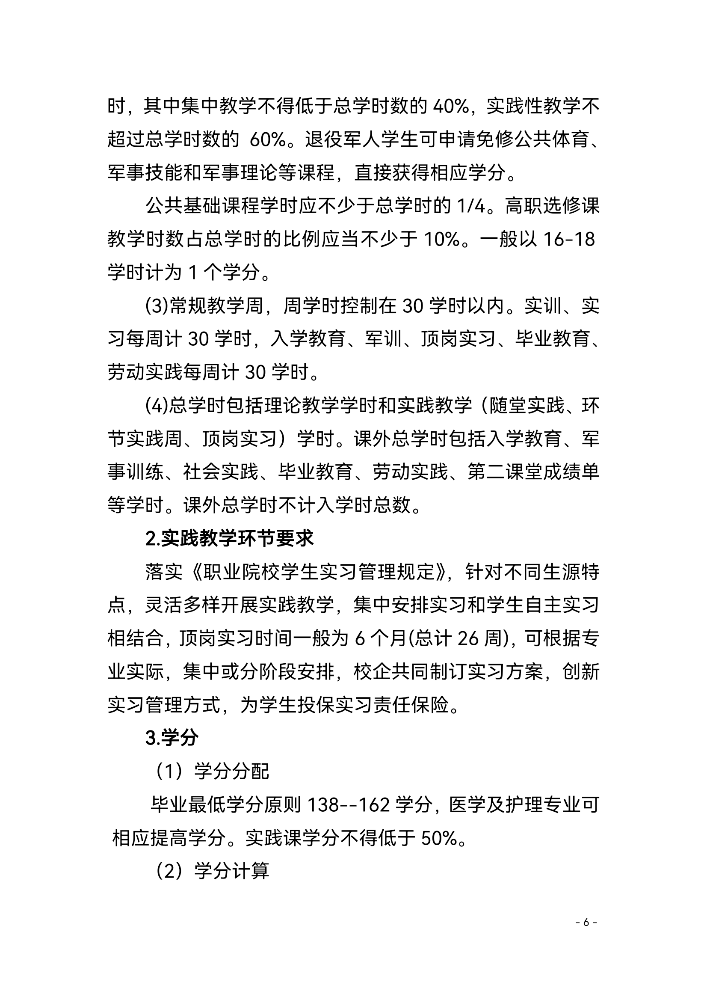 时，其中集中教学不得低于总学时数的 40%，实践性教学不
超过总学时数的 60%。退役军人学生可申请免修公共体育、
军事技能和军事理论等课程，直接获得相应学分。
公共基础课程学时应不少于总学时的 1/4。高职选修课
教学时数占总学时的比例应当不少于 10%。一般以 16-18
学时计为 1 个学分。
(3)常规教学周，周学时控制在 30 学时以内。实训、实
习每周计 30 学时，入学教育、军训、顶岗实习、毕业教育、
劳动实践每周计 30 学时。
(4)总学时包括理论教学学时和实践教学（随堂实践、环
节实践周、顶岗实习）学时。课外总学时包括入学教育、军
事训练、社会实践、毕业教育、劳动实践、第二课堂成绩单
等学时。课外总学时不计入学时总数。
2.实践教学环节要求
落实《职业院校学生实习管理规定》，针对不同生源特
点，灵活多样开展实践教学，集中安排实习和学生自主实习
相结合，顶岗实习时间一般为 6 个月(总计 26 周)，可根据专
业实际，集中或分阶段安排，校企共同制订实习方案，创新
实习管理方式，为学生投保实习责任保险。
3.学分
（1）学分分配
毕业最低学分原则 138--162 学分，医学及护理专业可
相应提高学分。实践课学分不得低于 50%。
（2）学分计算
- 6 -